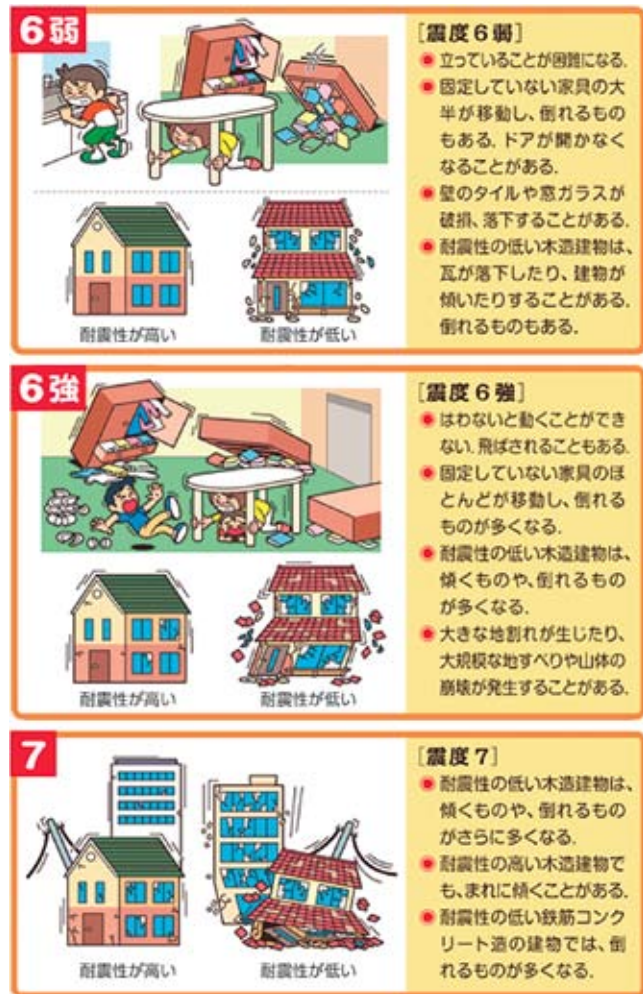 6弱
[震度6弱]
立っていることが困難になる.
固定していない家具の大
半が移動し、倒れるもの
もある. ドアが開かなく
なることがある.
壁のタイルや窓ガラスが
破損、落下することがある.
耐震性の低い木造建物は、
瓦が落下したり、建物が
傾いたりすることがある.
倒れるものもある.
耐震性が高い
耐震性が低い
6強
[震度6強]
はわないと動くことができ
ない. 飛ばされることもある.
固定していない家具のほ
とんどが移動し、倒れる
ものが多くなる.
耐震性の低い木造建物は、
傾くものや、倒れるもの
が多くなる.
大きな地割れが生じたり、
大規模な地すべりや山体の
崩壊が発生することがある.
耐震性が高い
耐震性が低い
7
[震度7]
耐震性の低い木造建物は、
傾くものや、倒れるもの
がさらに多くなる.
耐震性の高い木造建物で
も、まれに傾くことがある.
耐震性の低い鉄筋コンク
リート造の建物では、倒
れるものが多くなる.
耐震性が高い
耐震性が低い